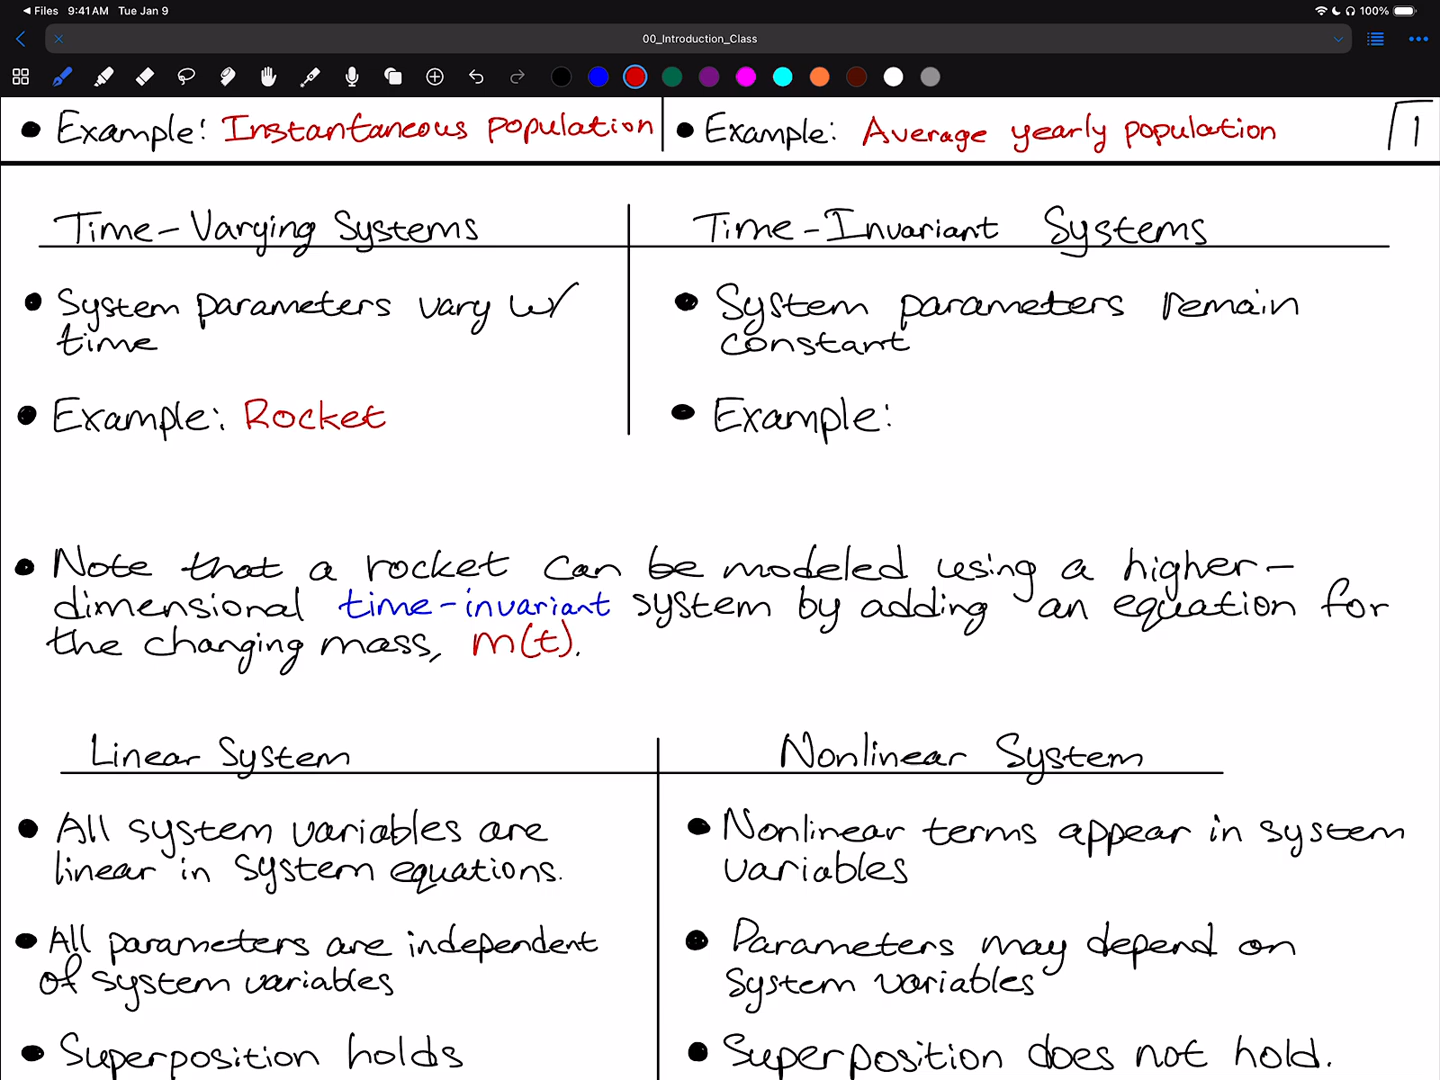 Files 9:41 AM Tue Jan 9 100%
00_Introduction_Class
Example: Instantaneous population
Example: Average yearly population
1
Time-Varying Systems
System parameters vary w/
time
Example: Rocket
Time-Invariant Systems
System parameters remain
constant
Example:
Note that a rocket can be modeled using a higher-
dimensional time-invariant system by adding an equation for
the changing mass, m(t).
Linear System
All system variables are
linear in system equations.
All parameters are independent
of system variables
Superposition holds
Nonlinear System
Nonlinear terms appear in system
variables
Parameters may depend on
system variables
Superposition does not hold.